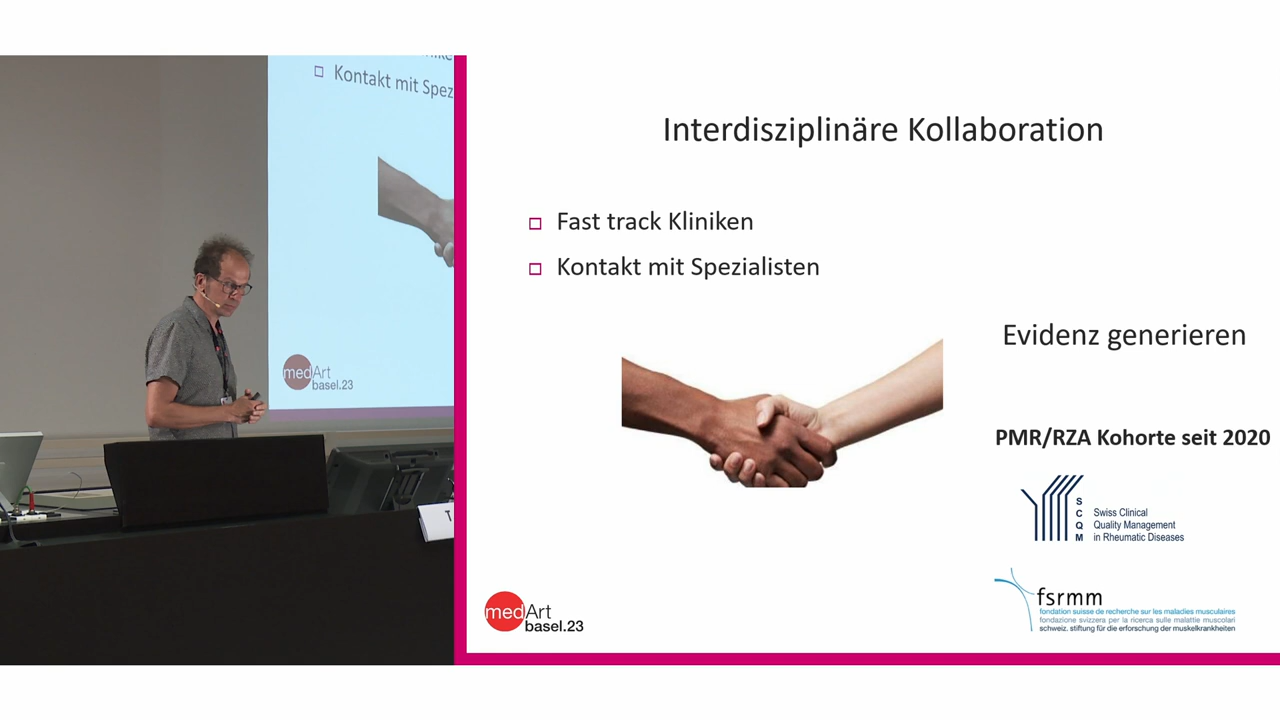 Kontakt mit Spez
medArt
basel.23
T
Interdisziplinäre Kollaboration
Fast track Kliniken
Kontakt mit Spezialisten
Evidenz generieren
PMR/RZA Kohorte seit 2020
SCQM
Swiss Clinical
Quality Management
in Rheumatic Diseases
fsrmm
fondation suisse de recherche sur les maladies musculaires
fondazione svizzera per la ricerca sulle malattie muscolari
schweiz. stiftung für die erforschung der muskelkrankheiten
medArt
basel.23